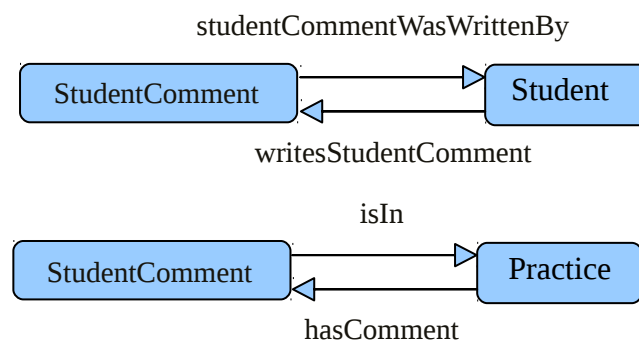 studentCommentWasWrittenBy
StudentComment
Student
writesStudentComment
isIn
StudentComment
Practice
hasComment